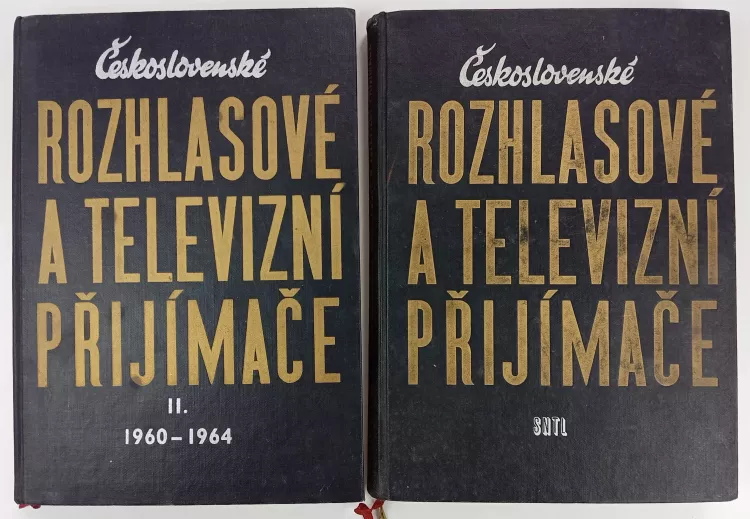 Československé
ROZHLASOVÉ
A TELEVIZNÍ
PŘIJÍMAČE
II.
1960-1964
Československé
ROZHLASOVÉ
A TELEVIZNÍ
PŘIJÍMAČE
SNTL